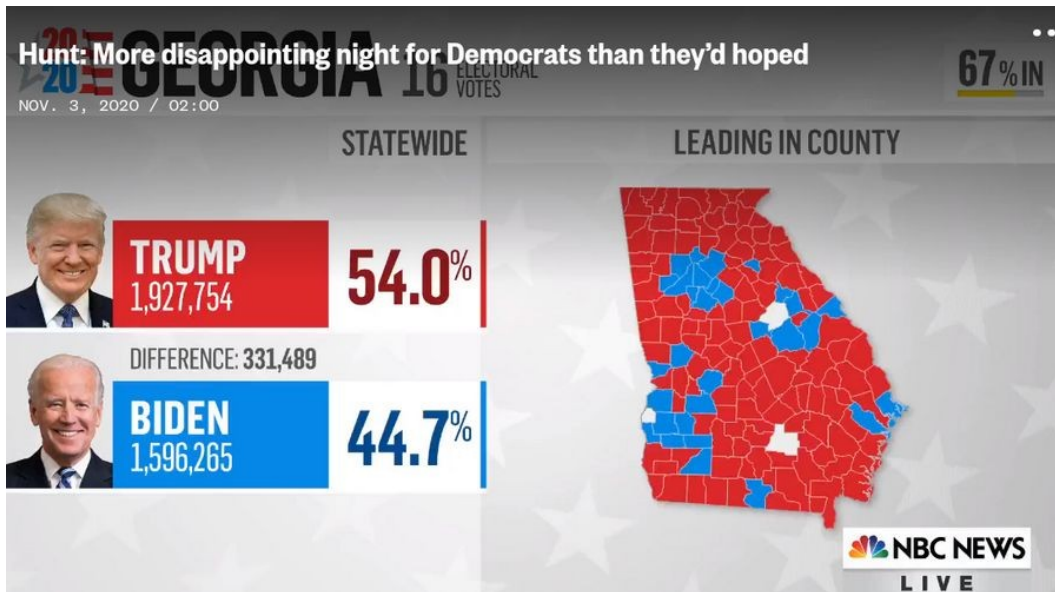 Hunt: More disappointing night for Democrats than they'd hoped
NOV. 3, 2020 / 02:00
2020 GEORGIA 16 ELECTORAL VOTES
67% IN
STATEWIDE
LEADING IN COUNTY
TRUMP
1,927,754
54.0%
DIFFERENCE: 331,489
BIDEN
1,596,265
44.7%
NBC NEWS
LIVE